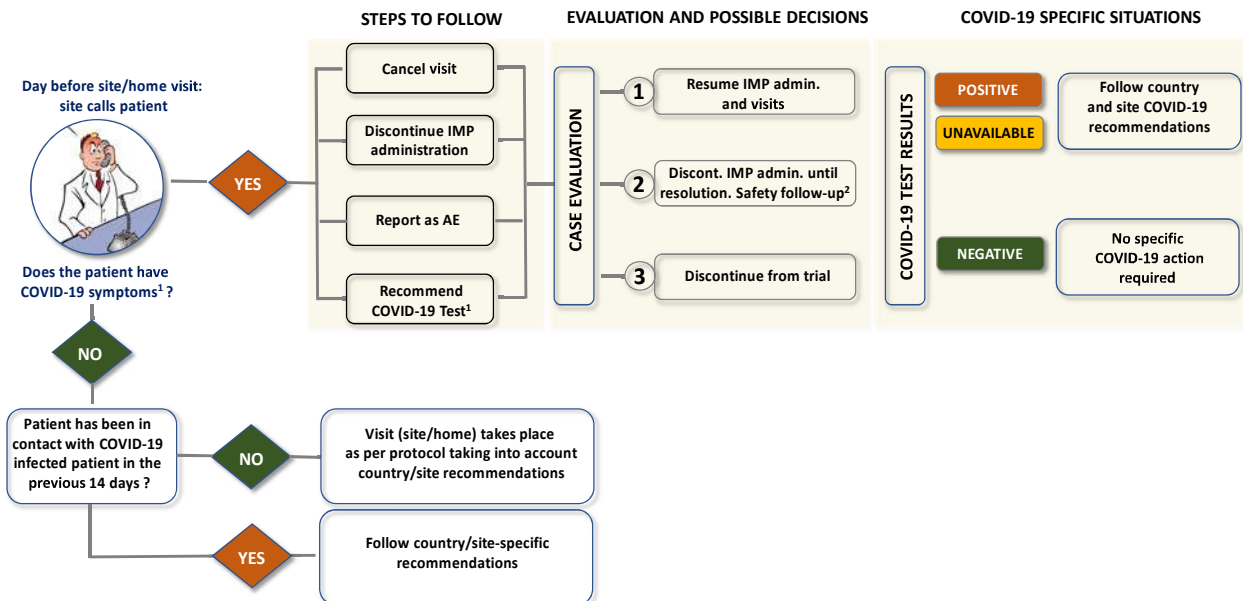 STEPS TO FOLLOW
EVALUATION AND POSSIBLE DECISIONS
COVID-19 SPECIFIC SITUATIONS
Day before site/home visit:
site calls patient
Does the patient have
COVID-19 symptoms¹ ?
YES
Cancel visit
Discontinue IMP
administration
Report as AE
Recommend
COVID-19 Test¹
CASE EVALUATION
1
Resume IMP admin.
and visits
2
Discont. IMP admin. until
resolution. Safety follow-up²
3
Discontinue from trial
COVID-19 TEST RESULTS
POSITIVE
UNAVAILABLE
Follow country
and site COVID-19
recommendations
NEGATIVE
No specific
COVID-19 action
required
NO
Patient has been in
contact with COVID-19
infected patient in the
previous 14 days ?
NO
Visit (site/home) takes place
as per protocol taking into account
country/site recommendations
YES
Follow country/site-specific
recommendations